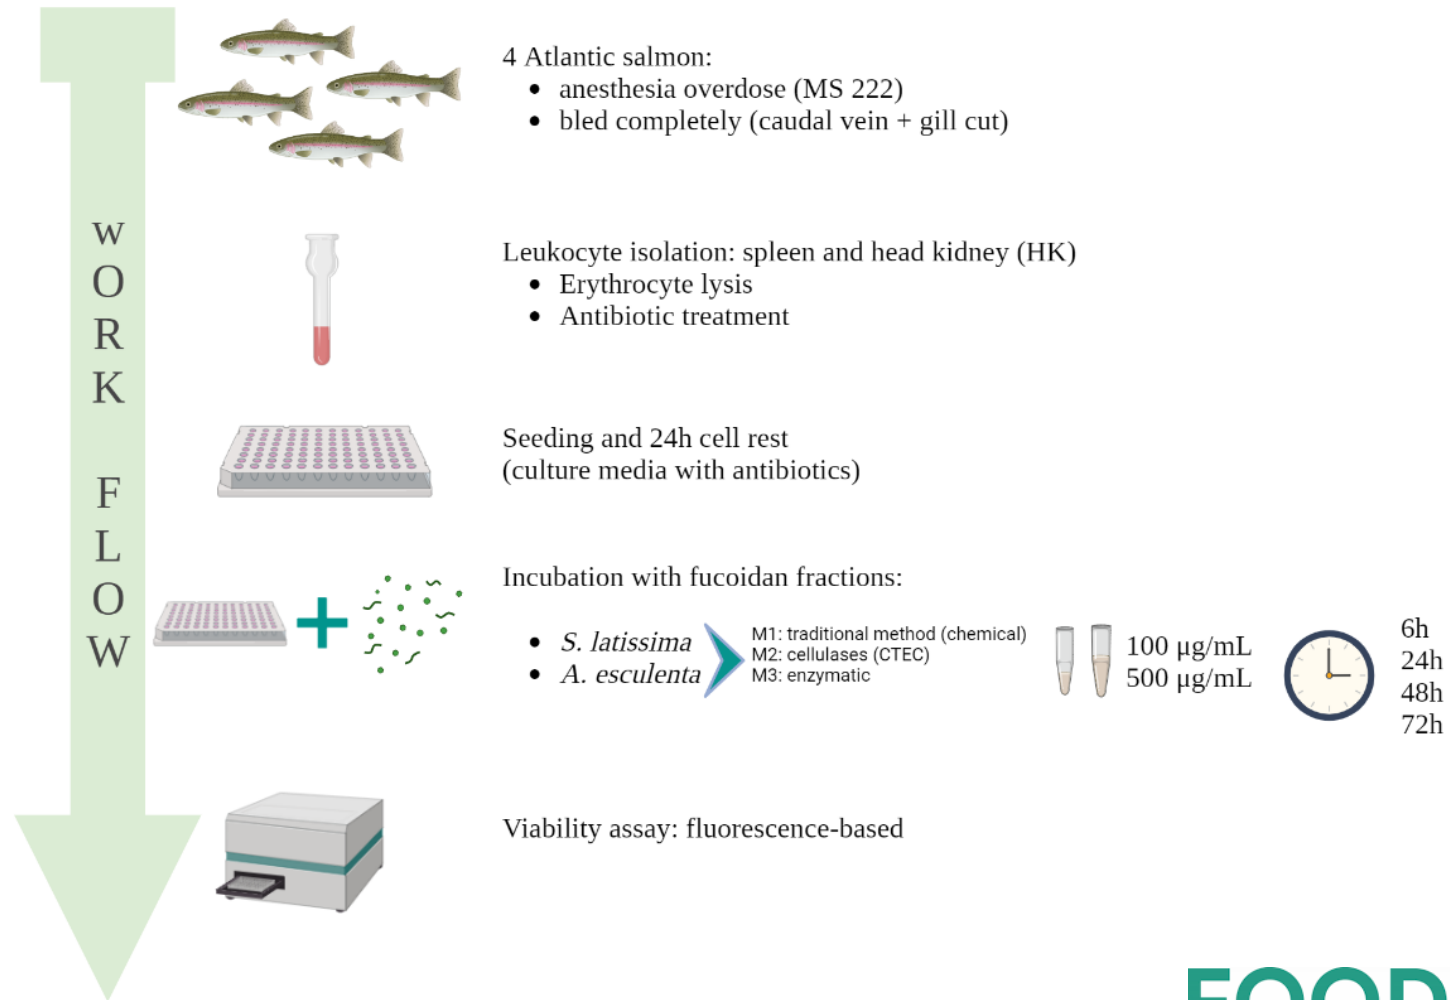 4 Atlantic salmon:
• anesthesia overdose (MS 222)
• bled completely (caudal vein + gill cut)
WORK FLOW
Leukocyte isolation: spleen and head kidney (HK)
• Erythrocyte lysis
• Antibiotic treatment
Seeding and 24h cell rest
(culture media with antibiotics)
Incubation with fucoidan fractions:
• S. latissima
• A. esculenta
M1: traditional method (chemical)
M2: cellulases (CTEC)
M3: enzymatic
100 μg/mL
500 μg/mL
6h
24h
48h
72h
Viability assay: fluorescence-based
FOOD